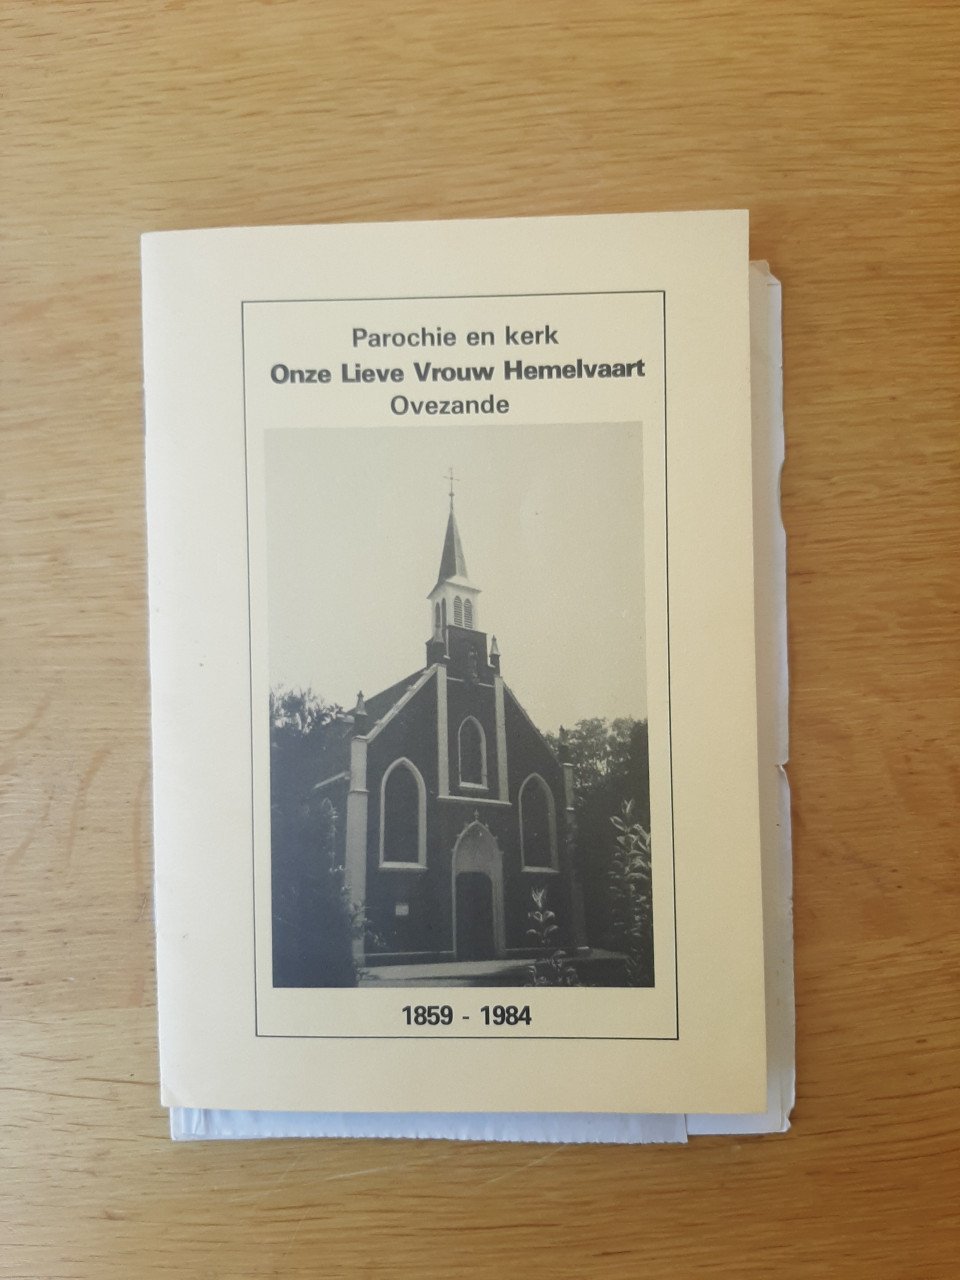 Parochie en kerk
Onze Lieve Vrouw Hemelvaart
Ovezande
1859 - 1984